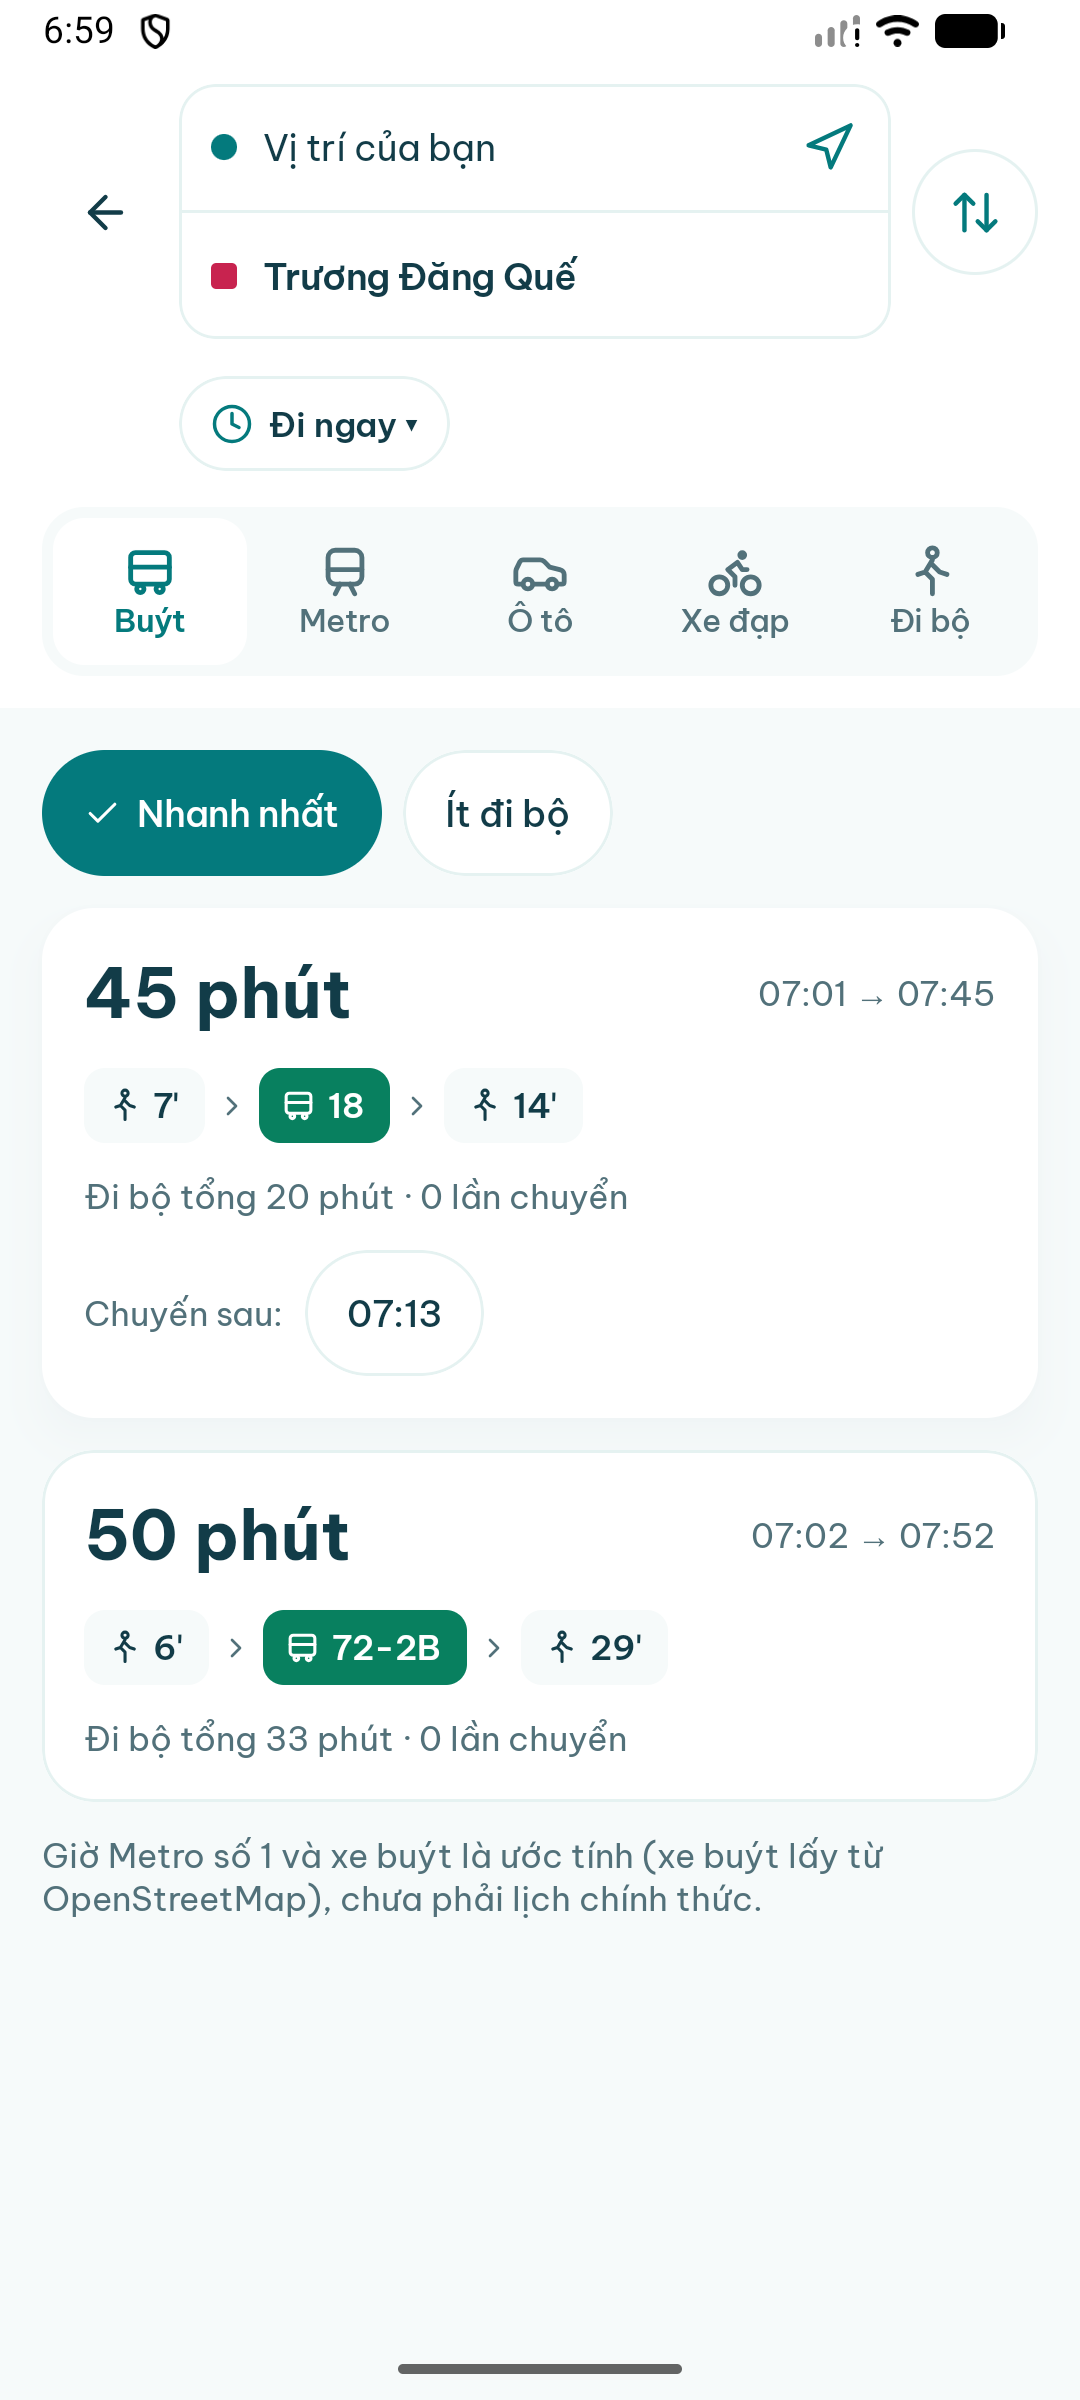 6:59
Vị trí của bạn
Trương Đăng Quế
Đi ngay ▾
Buýt Metro Ô tô Xe đạp Đi bộ
Nhanh nhất Ít đi bộ
45 phút 07:01 → 07:45
7' > 18 > 14'
Đi bộ tổng 20 phút · 0 lần chuyển
Chuyến sau: 07:13
50 phút 07:02 → 07:52
6' > 72-2B > 29'
Đi bộ tổng 33 phút · 0 lần chuyển
Giờ Metro số 1 và xe buýt là ước tính (xe buýt lấy từ
OpenStreetMap), chưa phải lịch chính thức.